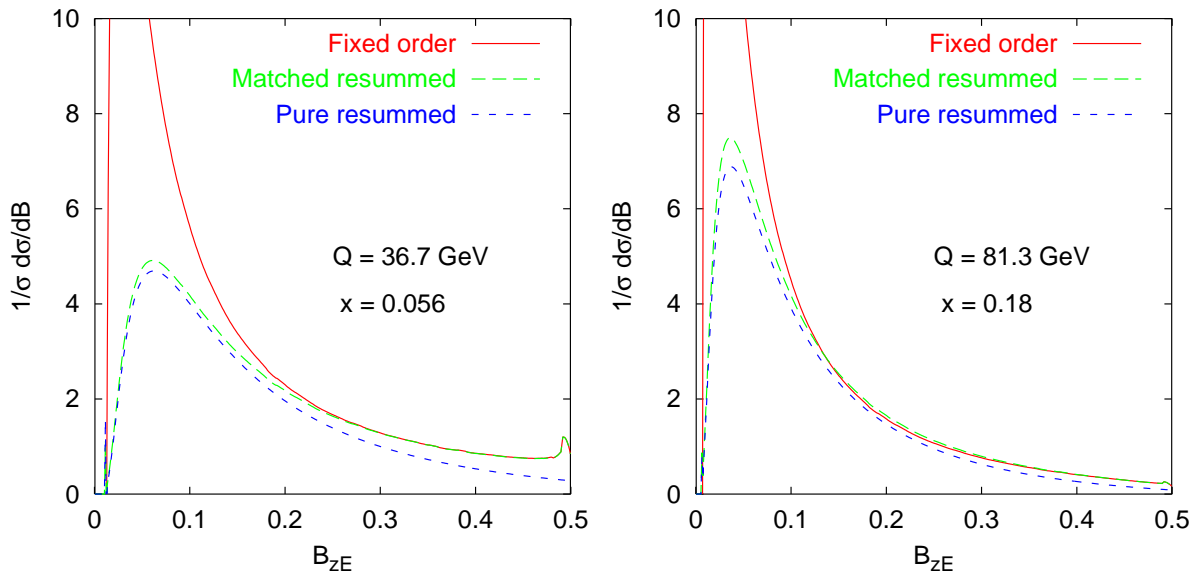 10
8
6
4
2
0
1/σ dσ/dB
Fixed order
Matched resummed
Pure resummed
Q = 36.7 GeV
x = 0.056
0 0.1 0.2 0.3 0.4 0.5
B_zE
10
8
6
4
2
0
1/σ dσ/dB
Fixed order
Matched resummed
Pure resummed
Q = 81.3 GeV
x = 0.18
0 0.1 0.2 0.3 0.4 0.5
B_zE